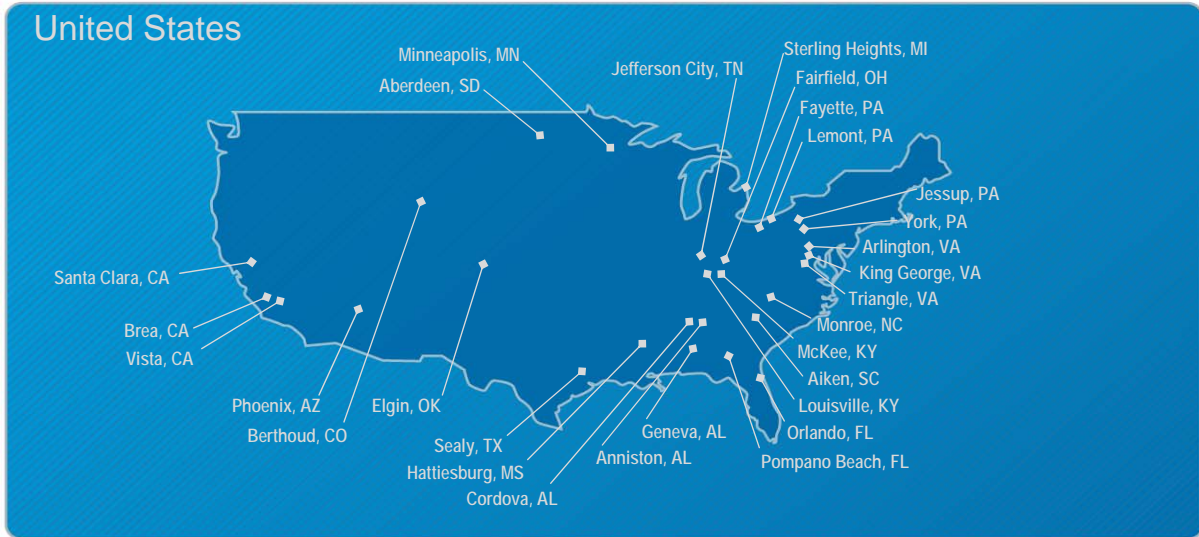 United States
Minneapolis, MN
Aberdeen, SD
Jefferson City, TN
Sterling Heights, MI
Fairfield, OH
Fayette, PA
Lemont, PA
Jessup, PA
York, PA
Arlington, VA
King George, VA
Triangle, VA
Monroe, NC
McKee, KY
Aiken, SC
Louisville, KY
Orlando, FL
Pompano Beach, FL
Santa Clara, CA
Brea, CA
Vista, CA
Phoenix, AZ
Berthoud, CO
Elgin, OK
Sealy, TX
Hattiesburg, MS
Cordova, AL
Geneva, AL
Anniston, AL